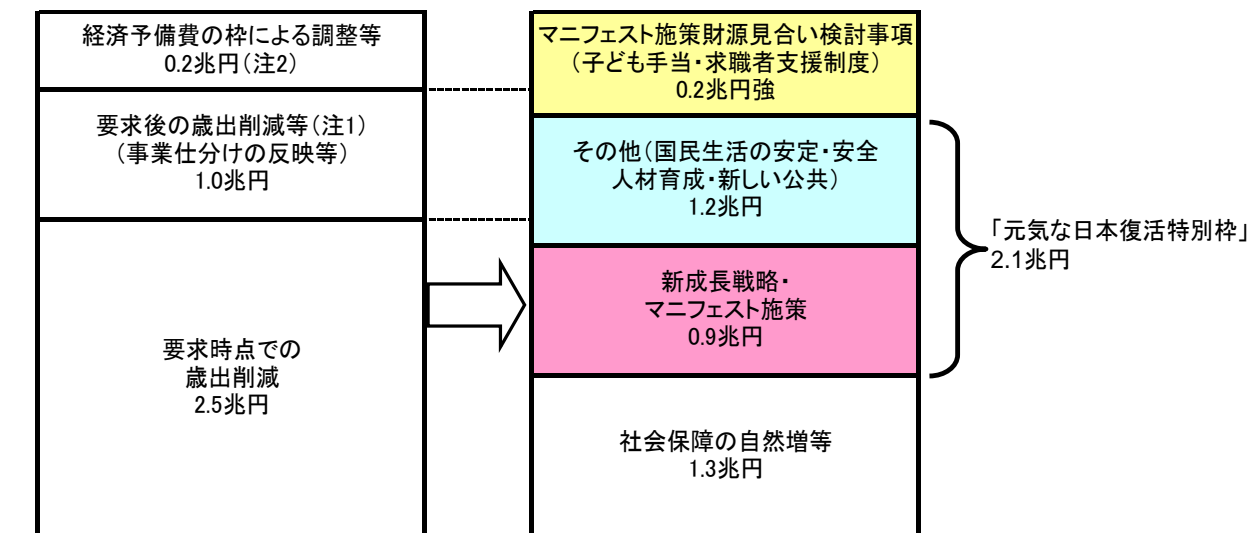 経済予備費の枠による調整等
0.2兆円(注2)
要求後の歳出削減等(注1)
(事業仕分けの反映等)
1.0兆円
要求時点での
歳出削減
2.5兆円
マニフェスト施策財源見合い検討事項
(子ども手当・求職者支援制度)
0.2兆円強
その他(国民生活の安定・安全
人材育成・新しい公共)
1.2兆円
新成長戦略・
マニフェスト施策
0.9兆円
社会保障の自然増等
1.3兆円
「元気な日本復活特別枠」
2.1兆円